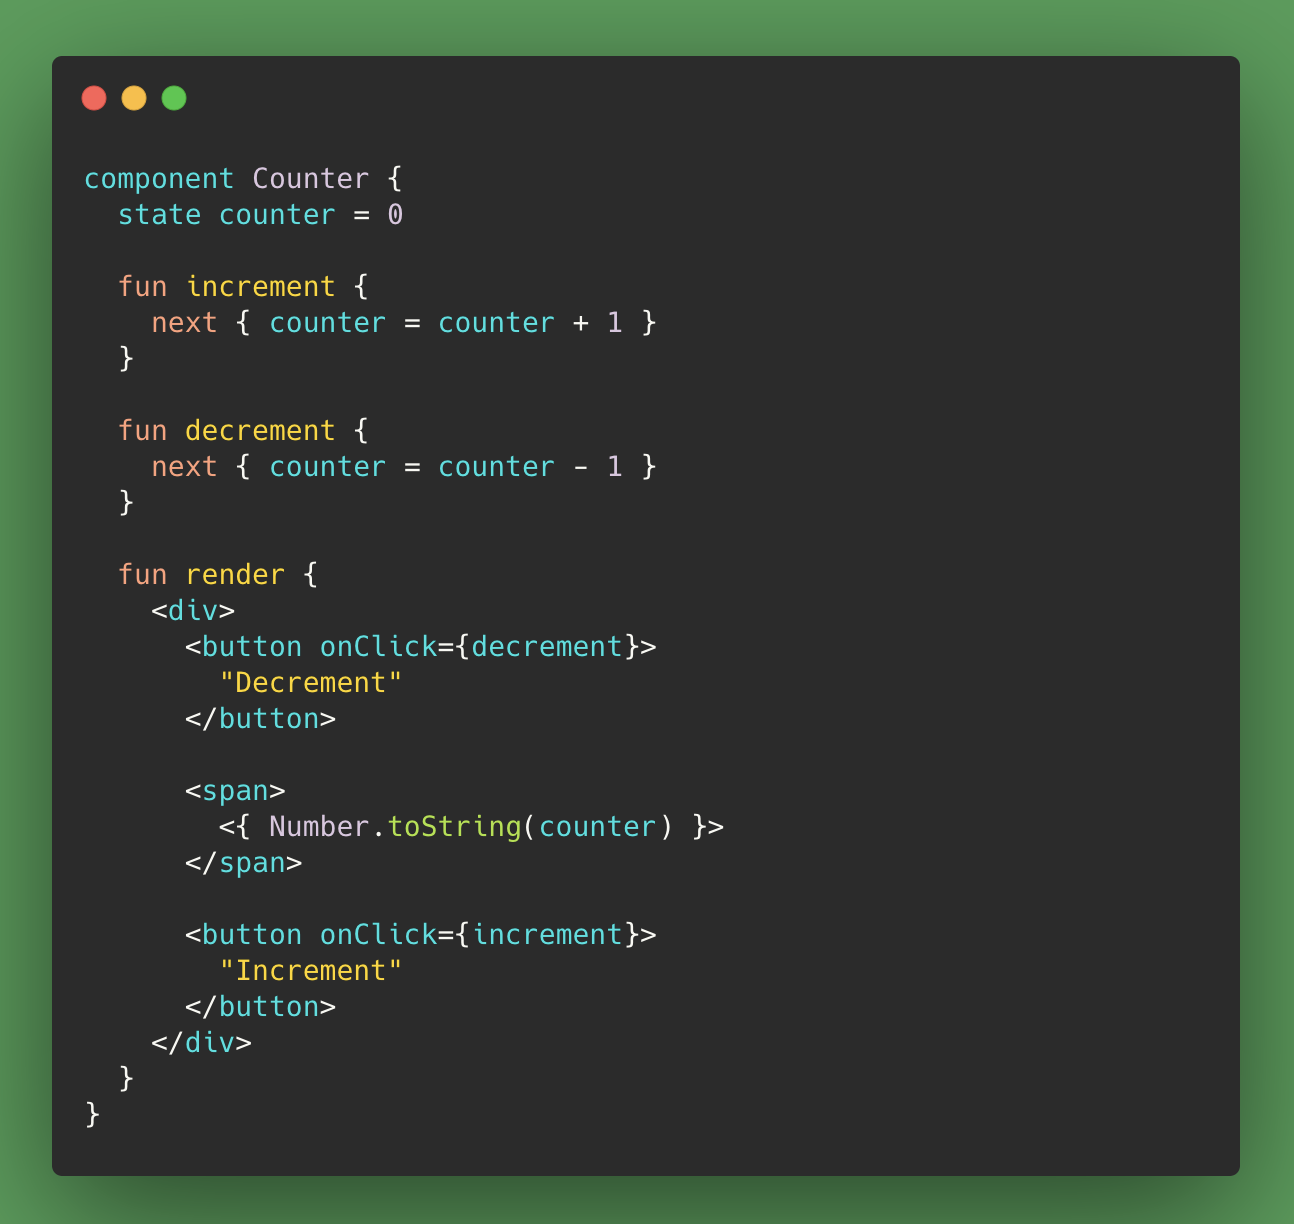 component Counter {
  state counter = 0

  fun increment {
    next { counter = counter + 1 }
  }

  fun decrement {
    next { counter = counter - 1 }
  }

  fun render {
    <div>
      <button onClick={decrement}>
        "Decrement"
      </button>

      <span>
        <{ Number.toString(counter) }>
      </span>

      <button onClick={increment}>
        "Increment"
      </button>
    </div>
  }
}